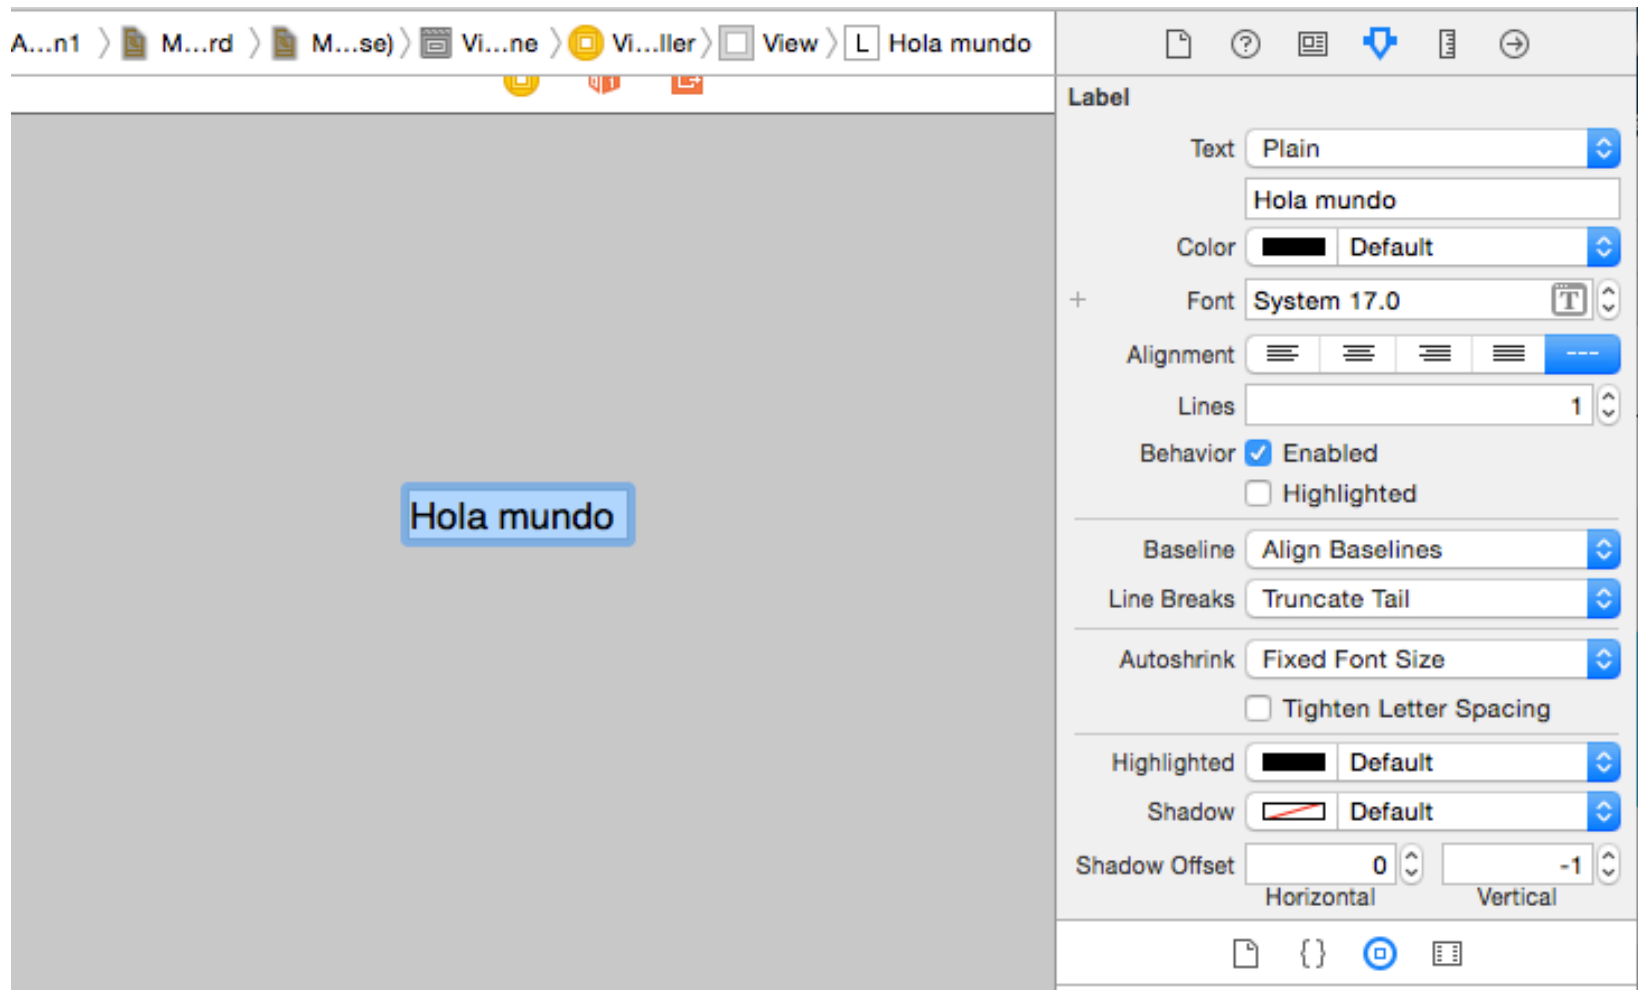 A...n1 M...rd M...se) Vi...ne Vi...ller View L Hola mundo
Label
Text Plain
Hola mundo
Color Default
+ Font System 17.0 T
Alignment ---
Lines 1
Behavior Enabled
Highlighted
Hola mundo
Baseline Align Baselines
Line Breaks Truncate Tail
Autoshrink Fixed Font Size
Tighten Letter Spacing
Highlighted Default
Shadow Default
Shadow Offset 0 -1
Horizontal Vertical
{}